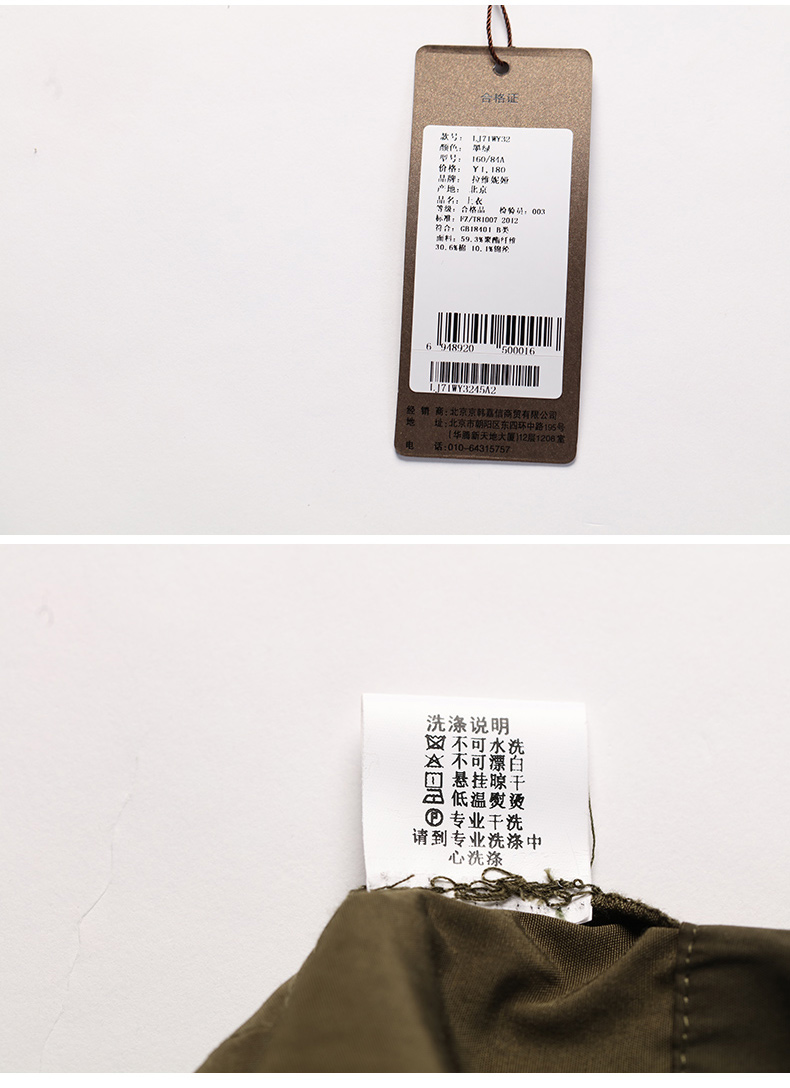 合格证
款号: LJ71WY32
颜色: 军绿
型号: 160/84A
价格: ¥1,180
品牌: 拉维妮娅
产地: 北京
品名: 上衣
等级: 合格品 检验员: 003
标准: FZ/T81007 2012
符合: GB18401 B类
面料: 59.3%聚酯纤维
30.6%棉 10.1%锦纶
6 948920 500016
LJ71WY3245A2
经销商: 北京京韩嘉信商贸有限公司
地址: 北京市朝阳区东四环中路195号
(华腾新天地大厦)12层1206室
电话: 010-64315757
洗涤说明
不可水洗
不可漂白
悬挂晾干
低温熨烫
P 专业干洗
请到专业洗涤中
心洗涤